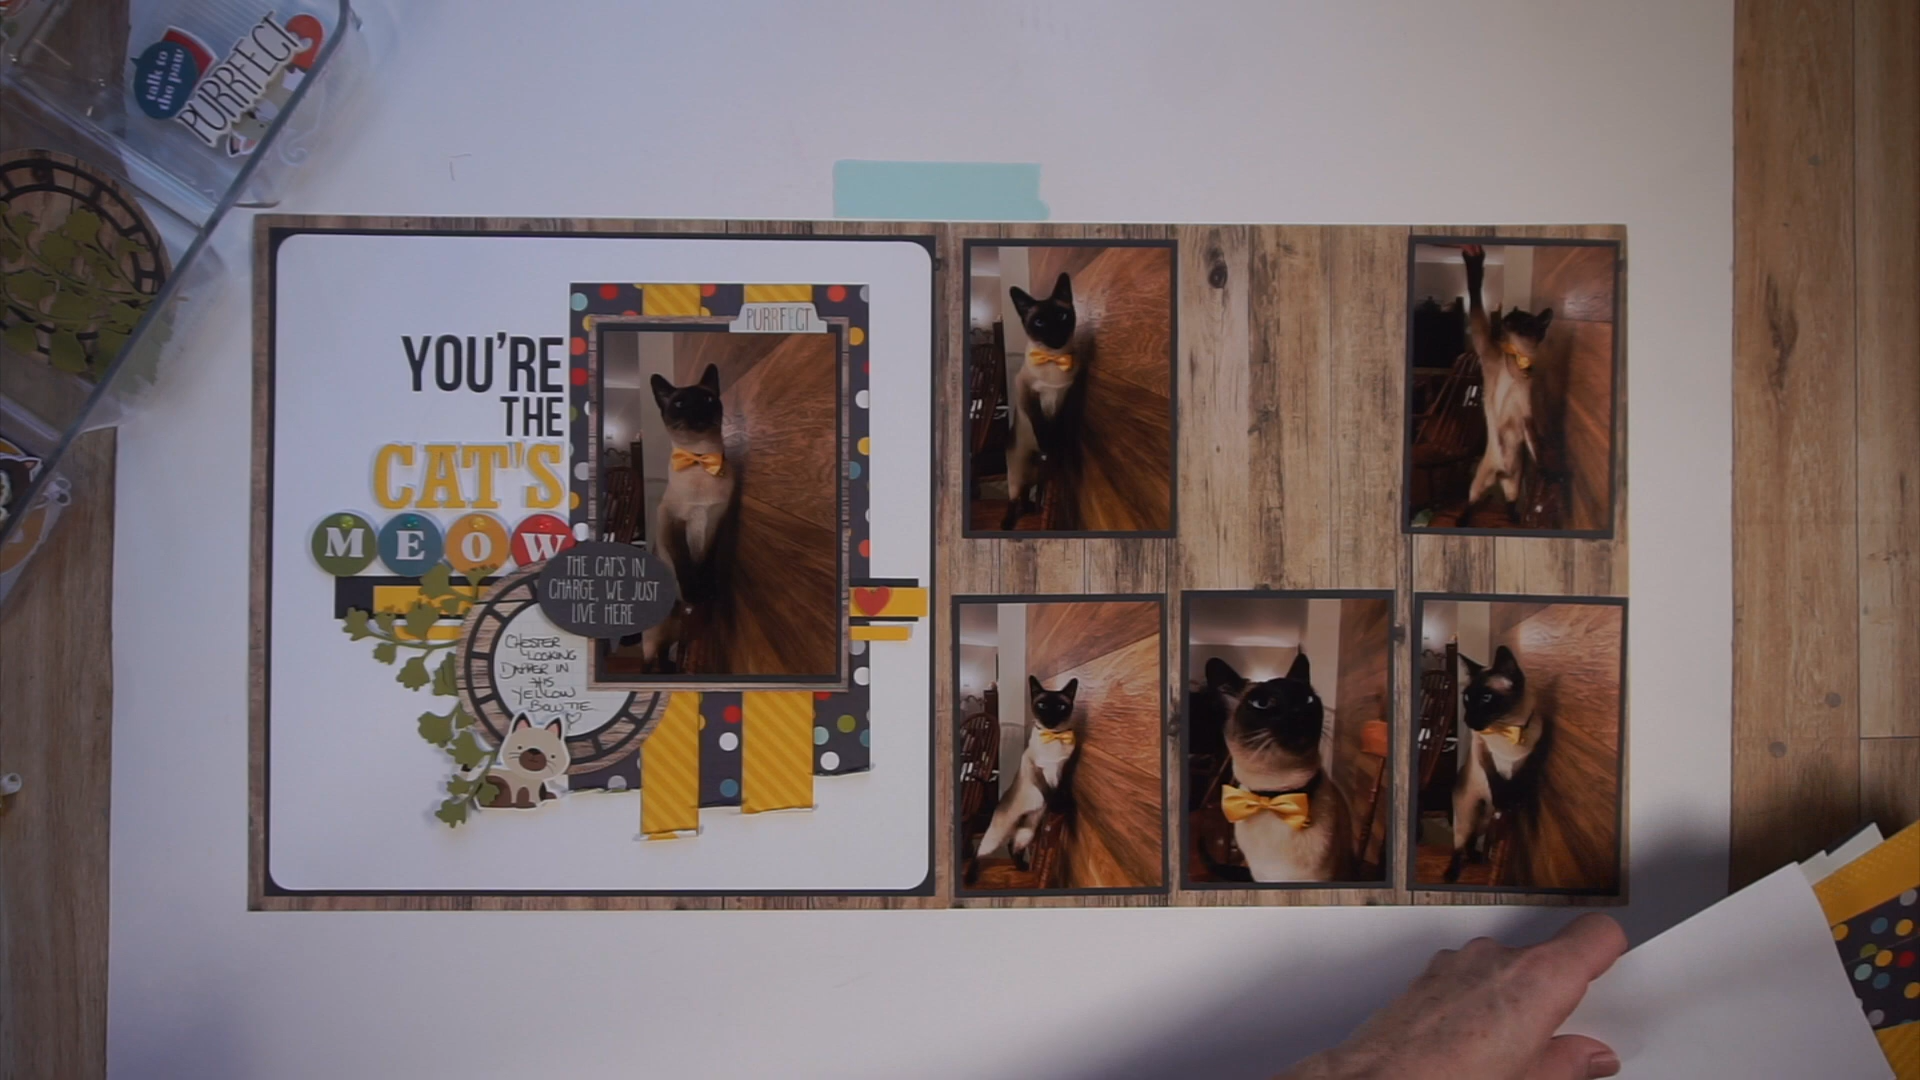 talk to
the paw
PURRFECT
YOU'RE
THE
CAT'S
MEOW
PURRFECT
THE CAT'S IN
CHARGE, WE JUST
LIVE HERE
CHESTER
LOOKING
DAPPER IN
HIS
YELLOW
BOWTIE